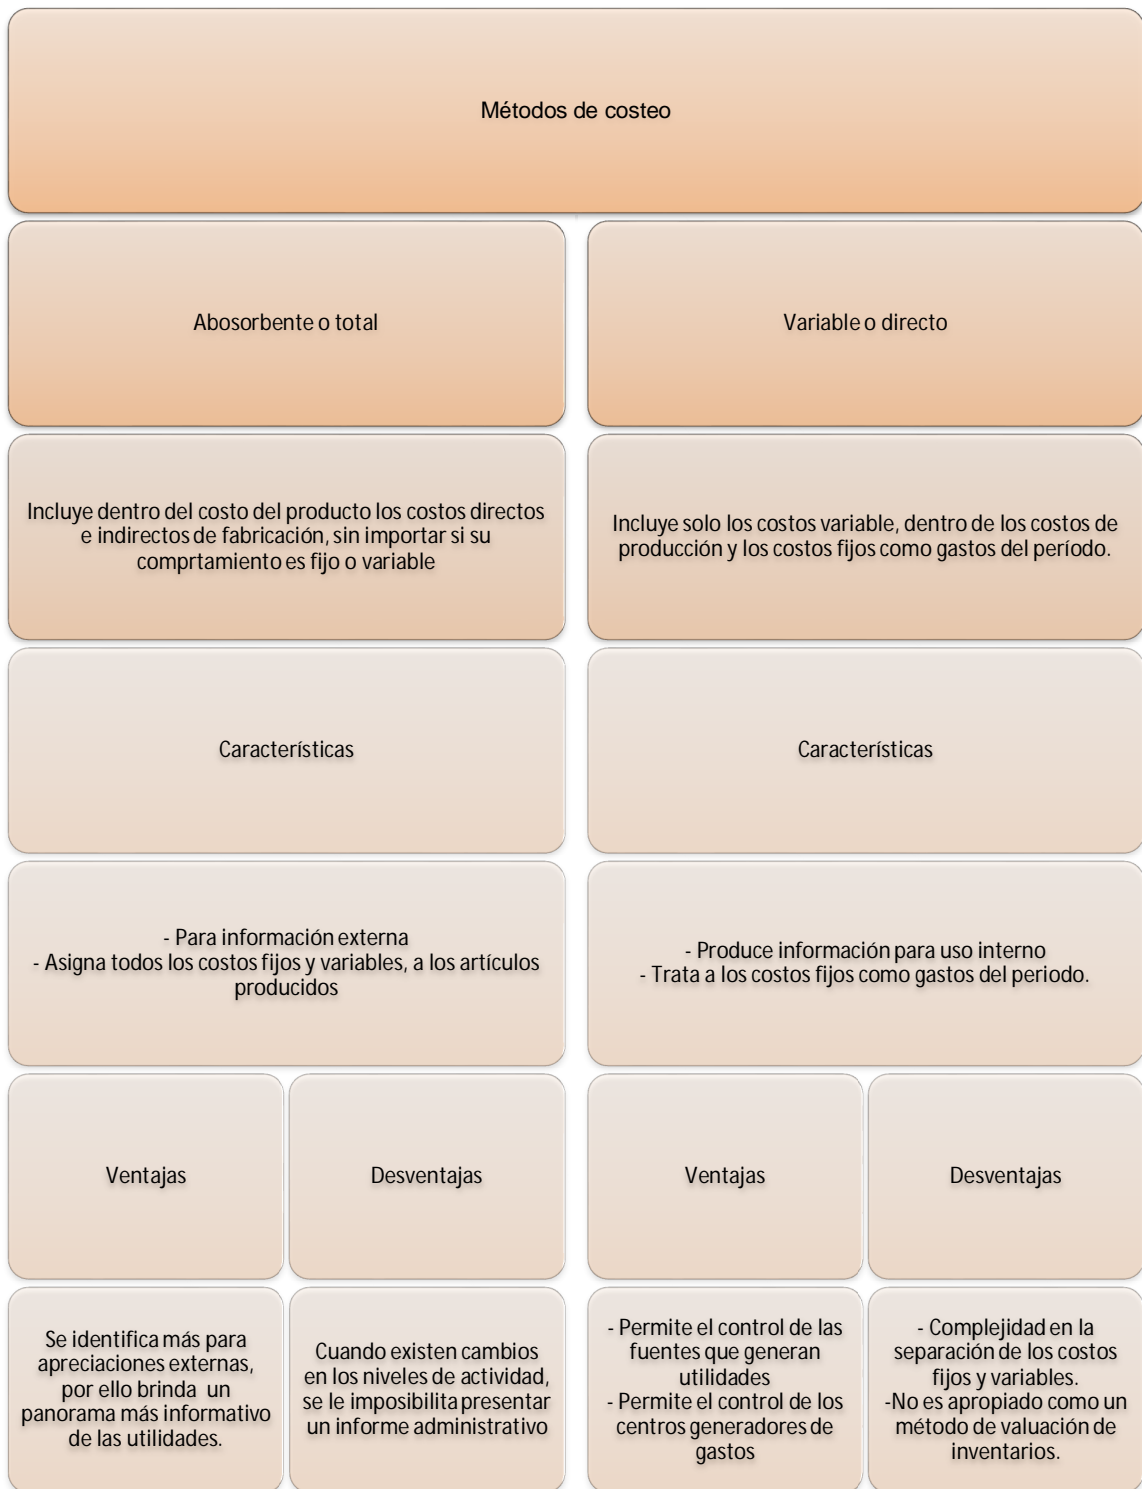 Métodos de costeo
Abosorbente o total
Variable o directo
Incluye dentro del costo del producto los costos directos
e indirectos de fabricación, sin importar si su
comprtamiento es fijo o variable
Incluye solo los costos variable, dentro de los costos de
producción y los costos fijos como gastos del período.
Característicias
Característicias
- Para información externa
- Asigna todos los costos fijos y variables, a los artículos
producidos
- Produce información para uso interno
- Trata a los costos fijos como gastos del periodo.
Ventajas
Desventajas
Ventajas
Desventajas
Se identifica más para
apreciaciones externas,
por ello brinda un
panorama más informativo
de las utilidades.
Cuando existen cambios
en los niveles de actividad,
se le imposibilita presentar
un informe administrativo
- Permite el control de las
fuentes que generan
utilidades
- Permite el control de los
centros generadores de
gastos
- Complejidad en la
separación de los costos
fijos y variables.
-No es apropiado como un
método de valuación de
inventarios.